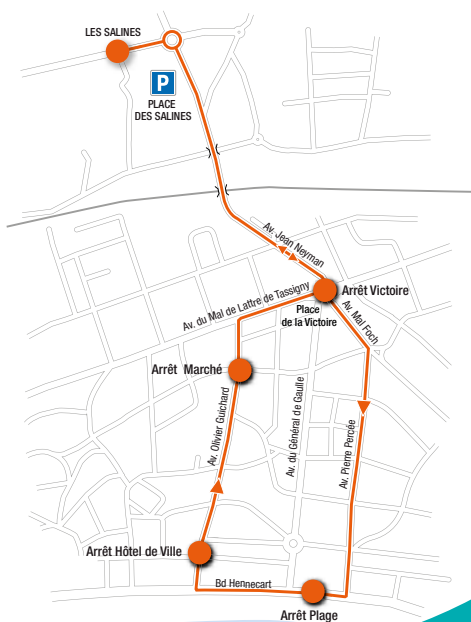 LES SALINES
P
PLACE
DES SALINES
Av. Jean Neyman
Arrêt Victoire
Place
de la Victoire
Av. du Mal de Lattre de Tassigny
Av. Mal Foch
Arrêt Marché
Av. Olivier Guichard
Av. du Général de Gaulle
Av. Pierre Percée
Arrêt Hôtel de Ville
Bd Hennecart
Arrêt Plage